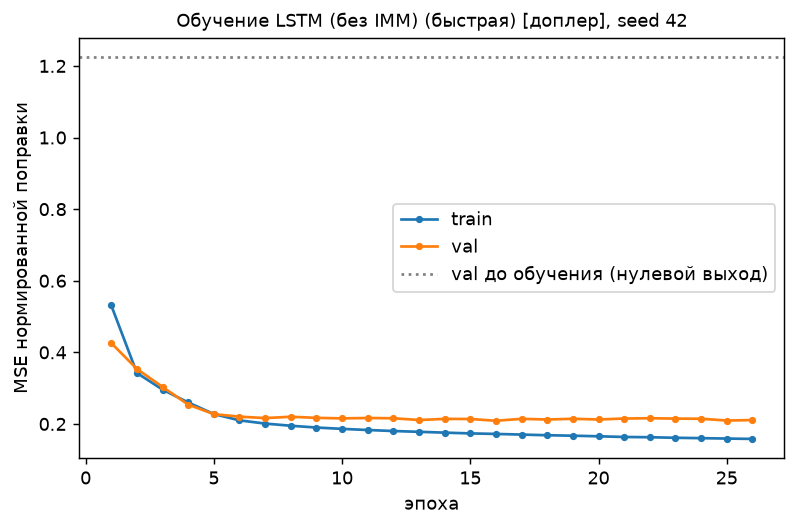 Обучение LSTM (без IMM) (быстрая) [доплер], seed 42
MSE нормированной поправки
1.2
1.0
0.8
0.6
0.4
0.2
train
val
val до обучения (нулевой выход)
0
5
10
15
20
25
эпоха